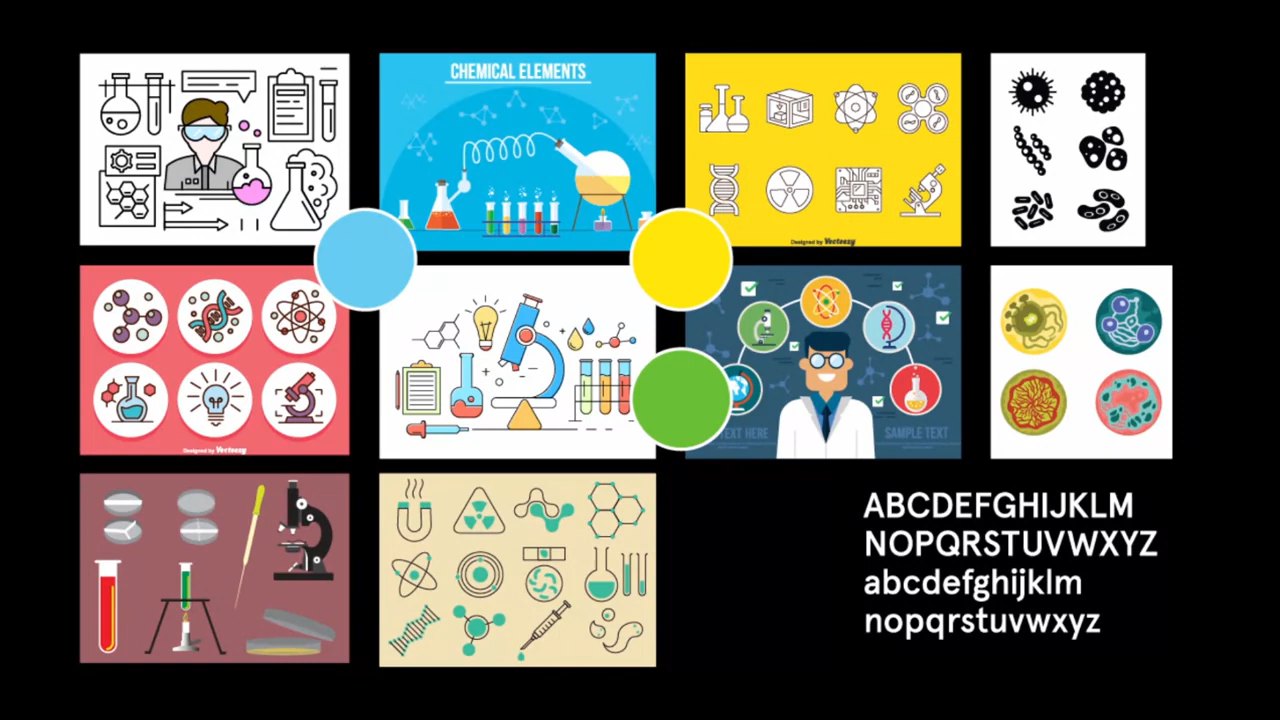 CHEMICAL ELEMENTS
Designed by Vecteezy
TEXT HERE
SAMPLE TEXT
Designed by Vecteezy
ABCDEFGHIJKLM
NOPQRSTUVWXYZ
abcdefghijklm
nopqrstuvwxyz